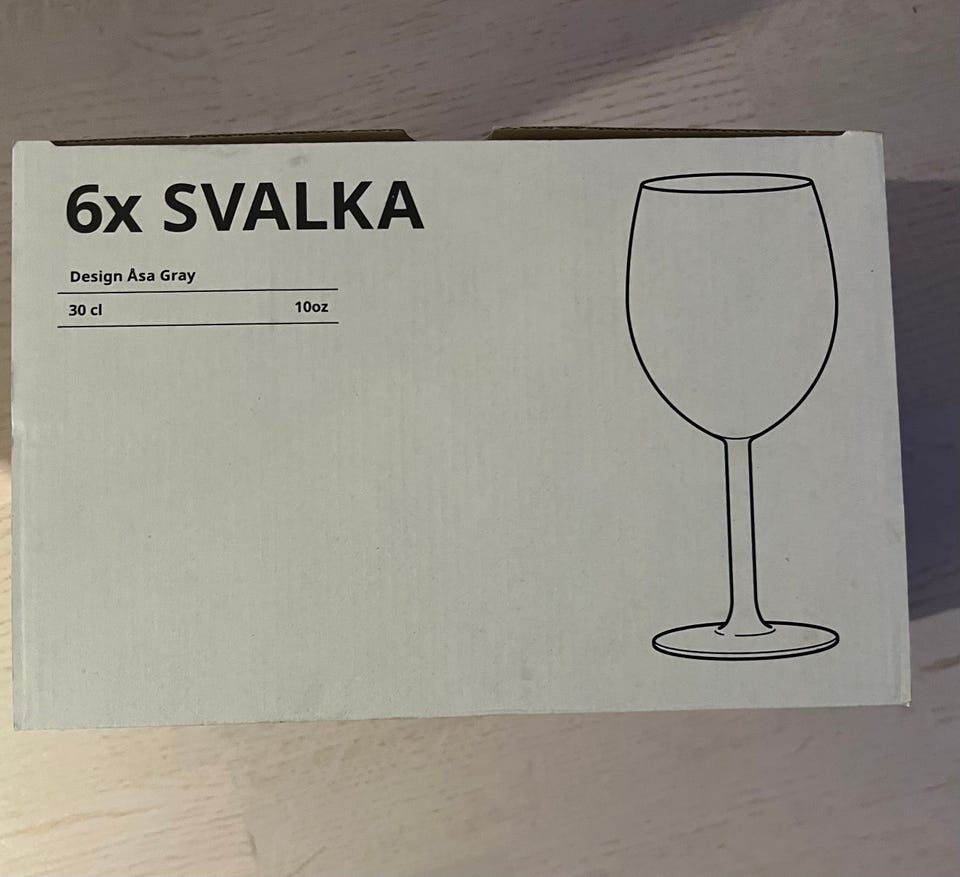 6x SVALKA
Design Åsa Gray
30 cl 10oz